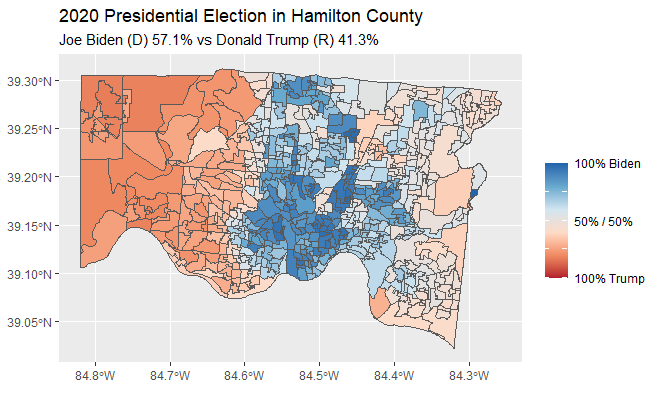 2020 Presidential Election in Hamilton County
Joe Biden (D) 57.1% vs Donald Trump (R) 41.3%
39.30°N
39.25°N
39.20°N
39.15°N
39.10°N
39.05°N
84.8°W
84.7°W
84.6°W
84.5°W
84.4°W
84.3°W
100% Biden
50% / 50%
100% Trump